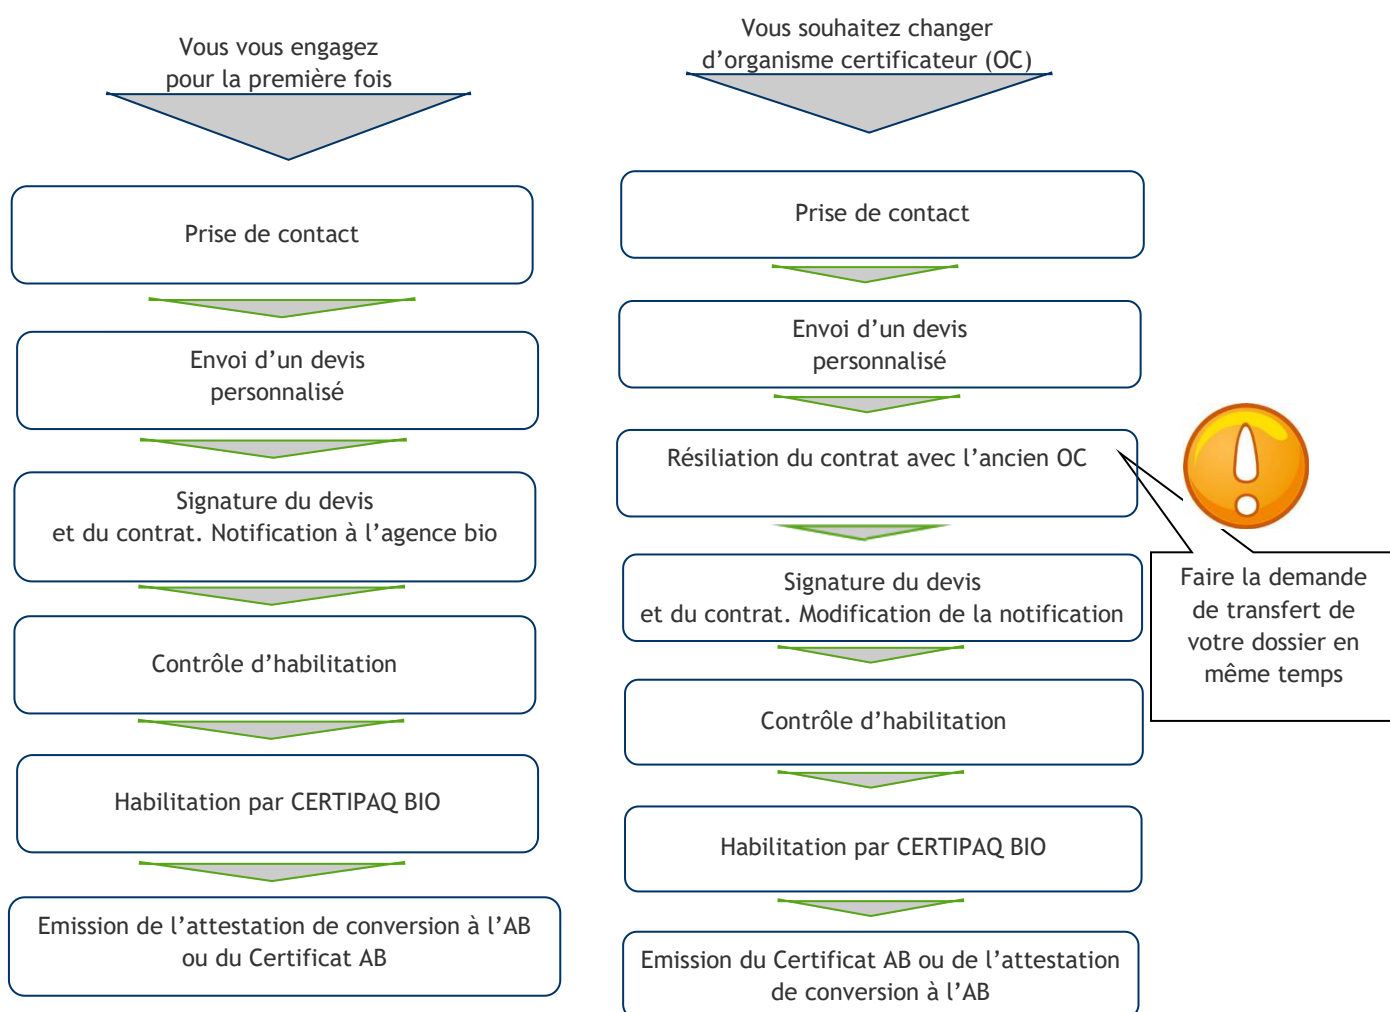 Vous vous engagez
pour la première fois
Prise de contact
Envoi d’un devis
personnalisé
Signature du devis
et du contrat. Notification à l’agence bio
Contrôle d’habilitation
Habilitation par CERTIPAQ BIO
Emission de l’attestation de conversion à l’AB
ou du Certificat AB
Vous souhaitez changer
d’organisme certificateur (OC)
Prise de contact
Envoi d’un devis
personnalisé
Résiliation du contrat avec l’ancien OC
Faire la demande
de transfert de
votre dossier en
même temps
Signature du devis
et du contrat. Modification de la notification
Contrôle d’habilitation
Habilitation par CERTIPAQ BIO
Emission du Certificat AB ou de l’attestation
de conversion à l’AB